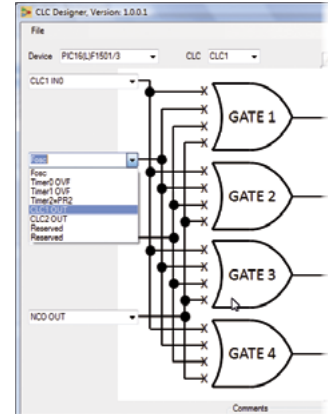 CLC Designer, Version: 1.0.0.1
File
Device PIC16(L)F1501/3 CLC CLC1
CLC1 IN0
GATE 1
Fosc
Fosc
Timer0 OVF
Timer1 OVF
Timer2=PR2
CLC1 OUT
CLC2 OUT
Reserved
Reserved
GATE 2
GATE 3
NCO OUT
GATE 4
Comments